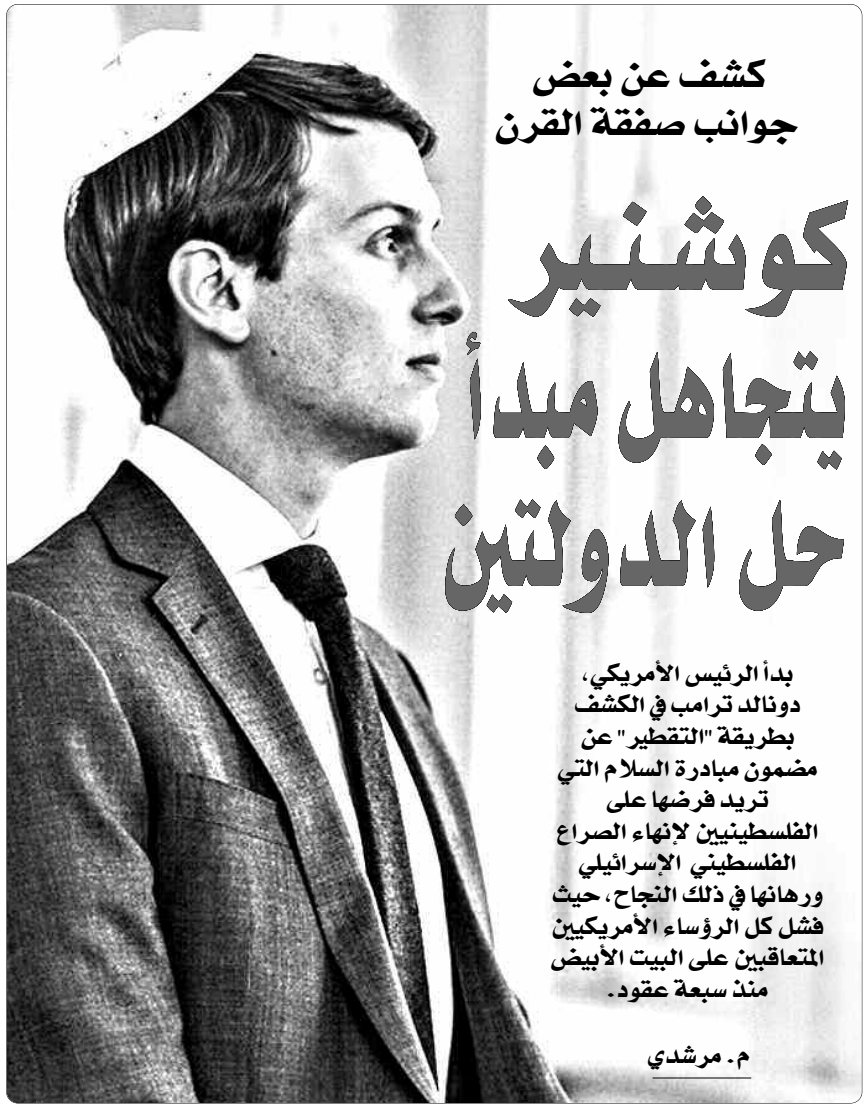 كشف عن بعض
جوانب صفقة القرن
كوشنير
يتجاهل مبدأ
حل الدولتين
بدأ الرئيس الأمريكي،
دونالد ترامب في الكشف
بطريقة "التقطير" عن
مضمون مبادرة السلام التي
تريد فرضها على
الفلسطينيين لإنهاء الصراع
الفلسطيني الإسرائيلي
ورهانها في ذلك النجاح، حيث
فشل كل الرؤساء الأمريكيين
المتعاقبين على البيت الأبيض
منذ سبعة عقود.
م. مرشدي